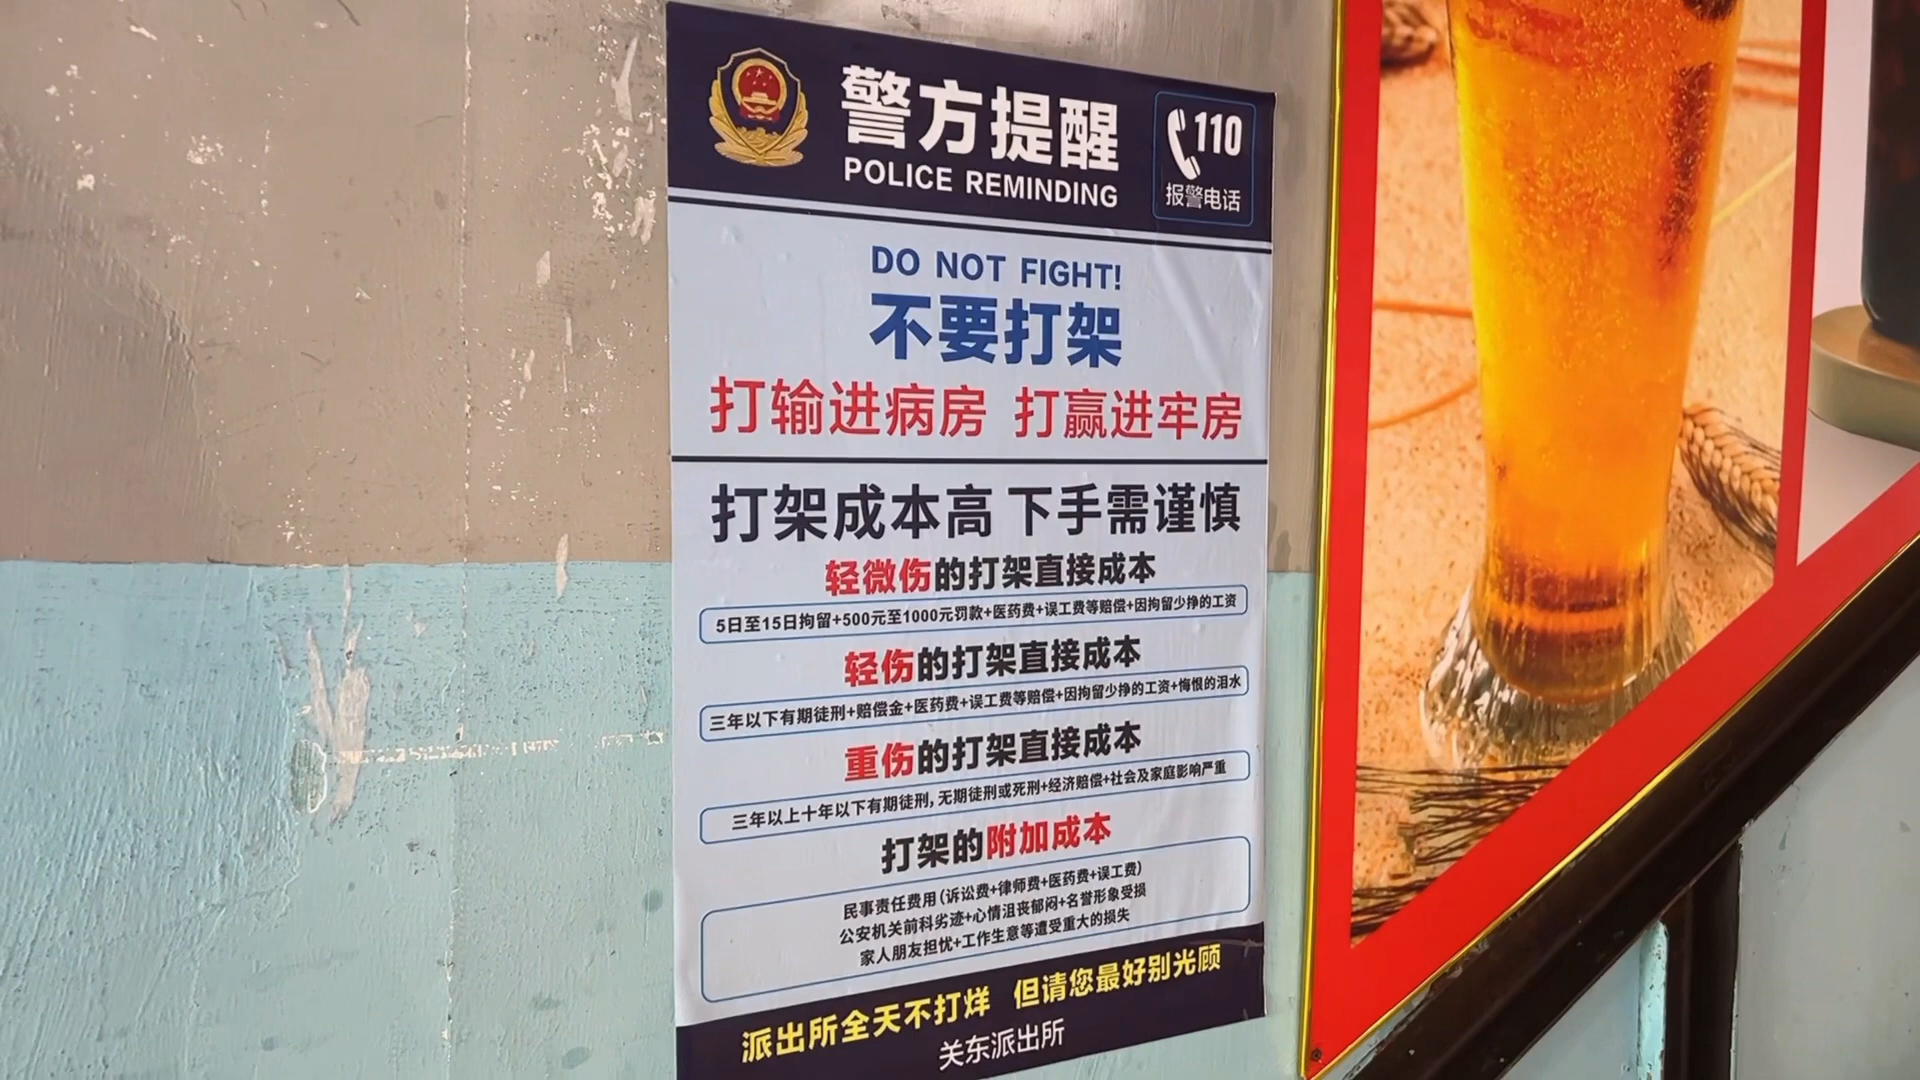 警方提醒
POLICE REMINDING
110
报警电话
DO NOT FIGHT!
不要打架
打输进病房 打赢进牢房
打架成本高 下手需谨慎
轻微伤的打架直接成本
5日至15日拘留+500元至1000元罚款+医药费+误工费等赔偿+因拘留少挣的工资
轻伤的打架直接成本
三年以下有期徒刑+赔偿金+医药费+误工费等赔偿+因拘留少挣的工资+悔恨的泪水
重伤的打架直接成本
三年以上十年以下有期徒刑,无期徒刑或死刑+经济赔偿+社会及家庭影响严重
打架的附加成本
民事责任费用(诉讼费+律师费+医药费+误工费)
公安机关前科劣迹+心情沮丧郁闷+名誉形象受损
家人朋友担忧+工作生意等遭受重大的损失
派出所全天不打烊 但请您最好别光顾
关东派出所